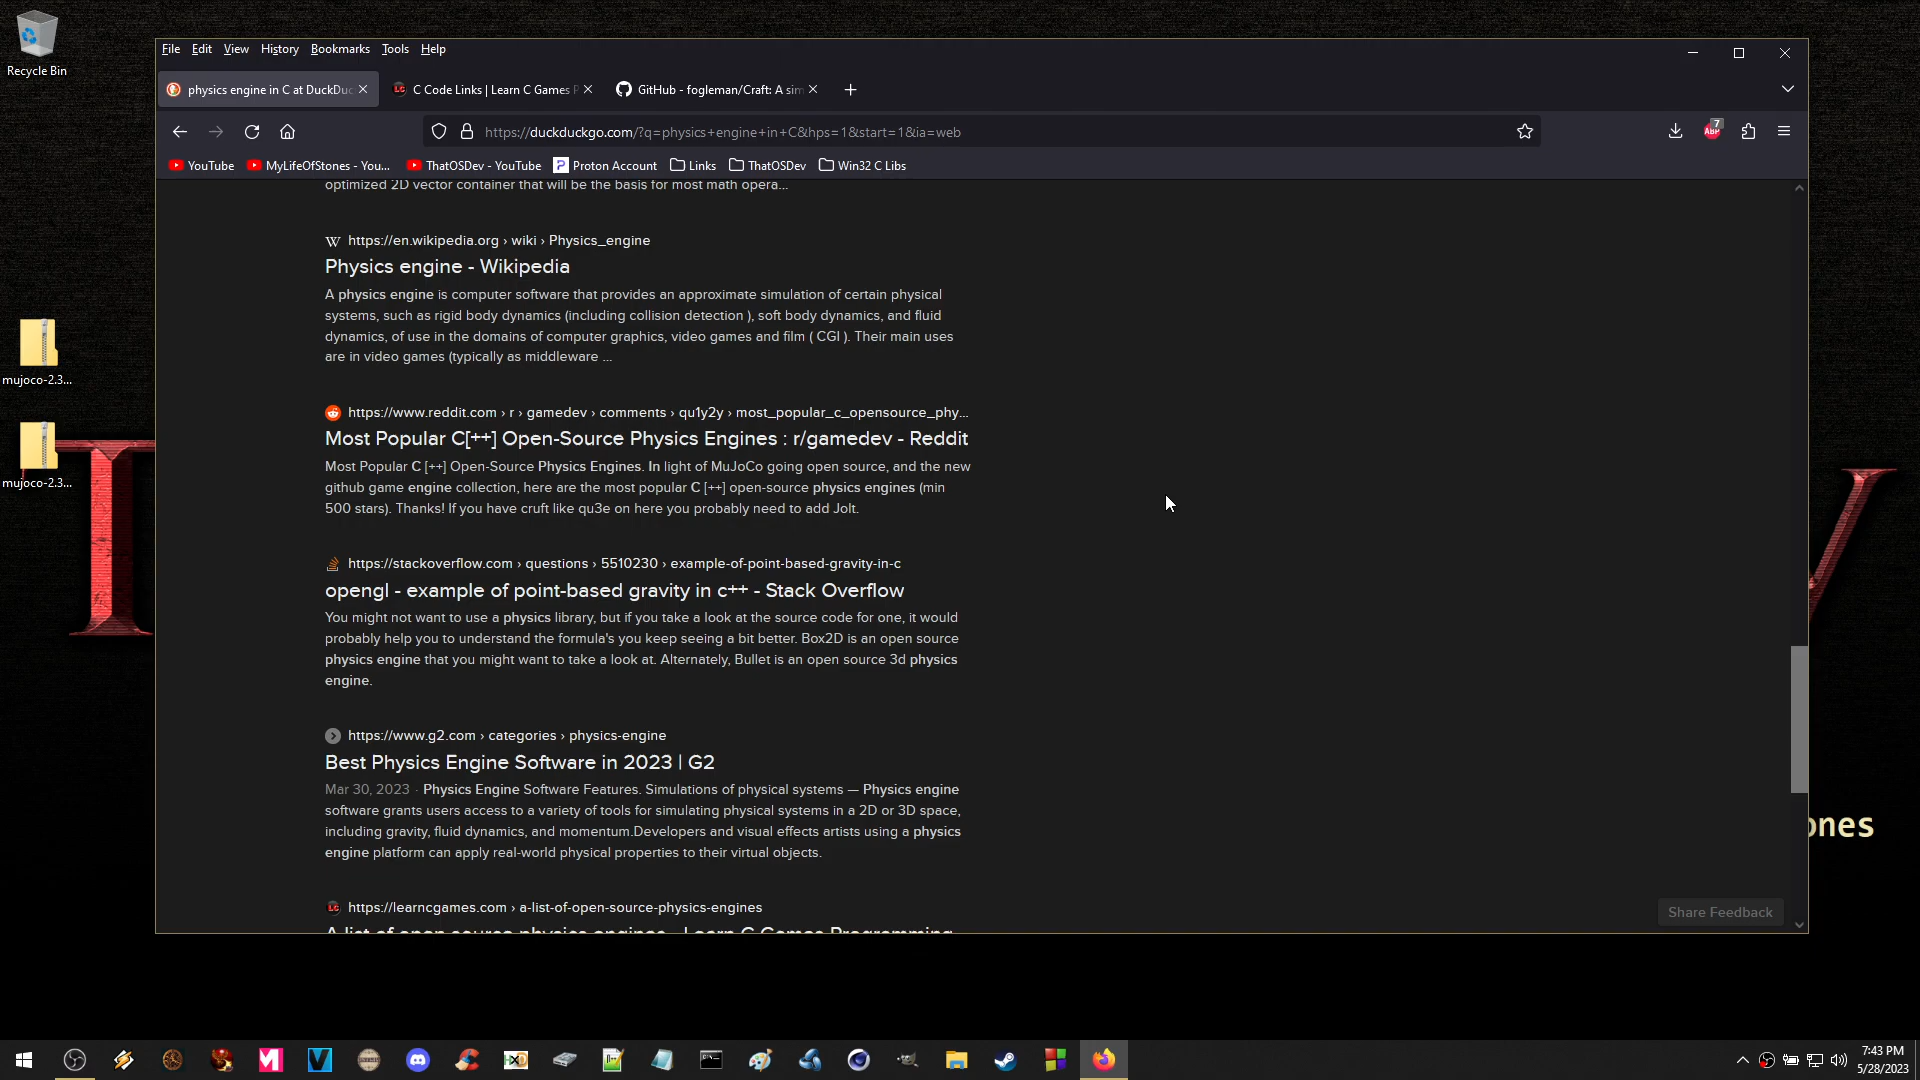 Recycle Bin
File Edit View History Bookmarks Tools Help
physics engine in C at DuckDuc
C Code Links | Learn C Games P
GitHub - fogleman/Craft: A sim
https://duckduckgo.com/?q=physics+engine+in+C&hps=1&start=1&ia=web
7
ABP
YouTube
MyLifeOfStones - You...
ThatOSDev - YouTube
Proton Account
Links
ThatOSDev
Win32 C Libs
optimized 2D vector container that will be the basis for most math opera...
https://en.wikipedia.org › wiki › Physics_engine
Physics engine - Wikipedia
A physics engine is computer software that provides an approximate simulation of certain physical
systems, such as rigid body dynamics (including collision detection ), soft body dynamics, and fluid
dynamics, of use in the domains of computer graphics, video games and film ( CGI ). Their main uses
are in video games (typically as middleware ...
mujoco-2.3...
https://www.reddit.com › r › gamedev › comments › qu1y2y › most_popular_c_opensource_phy...
Most Popular C[++] Open-Source Physics Engines : r/gamedev - Reddit
Most Popular C [++] Open-Source Physics Engines. In light of MuJoCo going open source, and the new
github game engine collection, here are the most popular C [++] open-source physics engines (min
500 stars). Thanks! If you have cruft like qu3e on here you probably need to add Jolt.
mujoco-2.3...
https://stackoverflow.com › questions › 5510230 › example-of-point-based-gravity-in-c
opengl - example of point-based gravity in c++ - Stack Overflow
You might not want to use a physics library, but if you take a look at the source code for one, it would
probably help you to understand the formula's you keep seeing a bit better. Box2D is an open source
physics engine that you might want to take a look at. Alternately, Bullet is an open source 3d physics
engine.
https://www.g2.com › categories › physics-engine
Best Physics Engine Software in 2023 | G2
Mar 30, 2023 · Physics Engine Software Features. Simulations of physical systems — Physics engine
software grants users access to a variety of tools for simulating physical systems in a 2D or 3D space,
including gravity, fluid dynamics, and momentum.Developers and visual effects artists using a physics
engine platform can apply real-world physical properties to their virtual objects.
ones
https://learncgames.com › a-list-of-open-source-physics-engines
A list of open source physics engines - Learn C Games Programming
Share Feedback
7:43 PM
5/28/2023